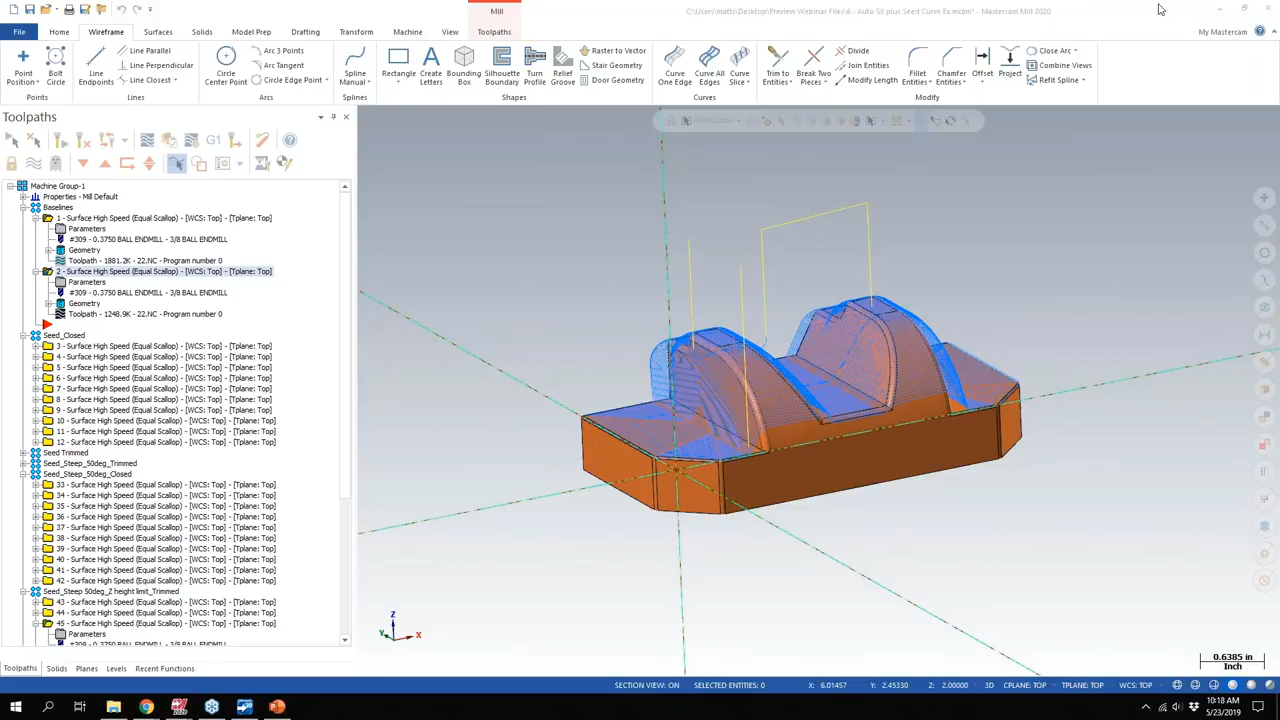 Mill
C:\Users\matts\Desktop\Preview Webinar Files\6 - Auto Sil plus Seed Curve Ex.mcam* - Mastercam Mill 2020
File Home Wireframe Surfaces Solids Model Prep Drafting Transform Machine View Toolpaths My Mastercam
Point Position Bolt Circle
Points
Line Endpoints
Line Parallel
Line Perpendicular
Line Closest
Lines
Circle Center Point
Arc 3 Points
Arc Tangent
Circle Edge Point
Arcs
Spline Manual
Splines
Rectangle Create Letters Bounding Box Silhouette Boundary Turn Profile Relief Groove
Raster to Vector
Stair Geometry
Door Geometry
Shapes
Curve One Edge Curve All Edges Curve Slice
Curves
Trim to Entities Break Two Pieces
Divide
Join Entities
Modify Length
Fillet Entities Chamfer Entities Offset Project
Close Arc
Combine Views
Refit Spline
Modify
Toolpaths
G1
Machine Group-1
Properties - Mill Default
Baselines
1 - Surface High Speed (Equal Scallop) - [WCS: Top] - [Tplane: Top]
Parameters
#309 - 0.3750 BALL ENDMILL - 3/8 BALL ENDMILL
Geometry
Toolpath - 1881.2K - 22.NC - Program number 0
2 - Surface High Speed (Equal Scallop) - [WCS: Top] - [Tplane: Top]
Parameters
#309 - 0.3750 BALL ENDMILL - 3/8 BALL ENDMILL
Geometry
Toolpath - 1248.9K - 22.NC - Program number 0
Seed_Closed
3 - Surface High Speed (Equal Scallop) - [WCS: Top] - [Tplane: Top]
4 - Surface High Speed (Equal Scallop) - [WCS: Top] - [Tplane: Top]
5 - Surface High Speed (Equal Scallop) - [WCS: Top] - [Tplane: Top]
6 - Surface High Speed (Equal Scallop) - [WCS: Top] - [Tplane: Top]
7 - Surface High Speed (Equal Scallop) - [WCS: Top] - [Tplane: Top]
8 - Surface High Speed (Equal Scallop) - [WCS: Top] - [Tplane: Top]
9 - Surface High Speed (Equal Scallop) - [WCS: Top] - [Tplane: Top]
10 - Surface High Speed (Equal Scallop) - [WCS: Top] - [Tplane: Top]
11 - Surface High Speed (Equal Scallop) - [WCS: Top] - [Tplane: Top]
12 - Surface High Speed (Equal Scallop) - [WCS: Top] - [Tplane: Top]
Seed Trimmed
Seed_Steep_50deg_Trimmed
Seed_Steep_50deg_Closed
33 - Surface High Speed (Equal Scallop) - [WCS: Top] - [Tplane: Top]
34 - Surface High Speed (Equal Scallop) - [WCS: Top] - [Tplane: Top]
35 - Surface High Speed (Equal Scallop) - [WCS: Top] - [Tplane: Top]
36 - Surface High Speed (Equal Scallop) - [WCS: Top] - [Tplane: Top]
37 - Surface High Speed (Equal Scallop) - [WCS: Top] - [Tplane: Top]
38 - Surface High Speed (Equal Scallop) - [WCS: Top] - [Tplane: Top]
39 - Surface High Speed (Equal Scallop) - [WCS: Top] - [Tplane: Top]
40 - Surface High Speed (Equal Scallop) - [WCS: Top] - [Tplane: Top]
41 - Surface High Speed (Equal Scallop) - [WCS: Top] - [Tplane: Top]
42 - Surface High Speed (Equal Scallop) - [WCS: Top] - [Tplane: Top]
Seed_Steep 50deg_Z height limit_Trimmed
43 - Surface High Speed (Equal Scallop) - [WCS: Top] - [Tplane: Top]
44 - Surface High Speed (Equal Scallop) - [WCS: Top] - [Tplane: Top]
45 - Surface High Speed (Equal Scallop) - [WCS: Top] - [Tplane: Top]
Parameters
#309 - 0.3750 BALL ENDMILL - 3/8 BALL ENDMILL
Z
Y X
0.6385 in
Inch
Toolpaths Solids Planes Levels Recent Functions
SECTION VIEW: ON SELECTED ENTITIES: 0 X: 6.01457 Y: 2.45330 Z: 2.00000 3D CPLANE: TOP TPLANE: TOP WCS: TOP
10:18 AM
5/23/2019